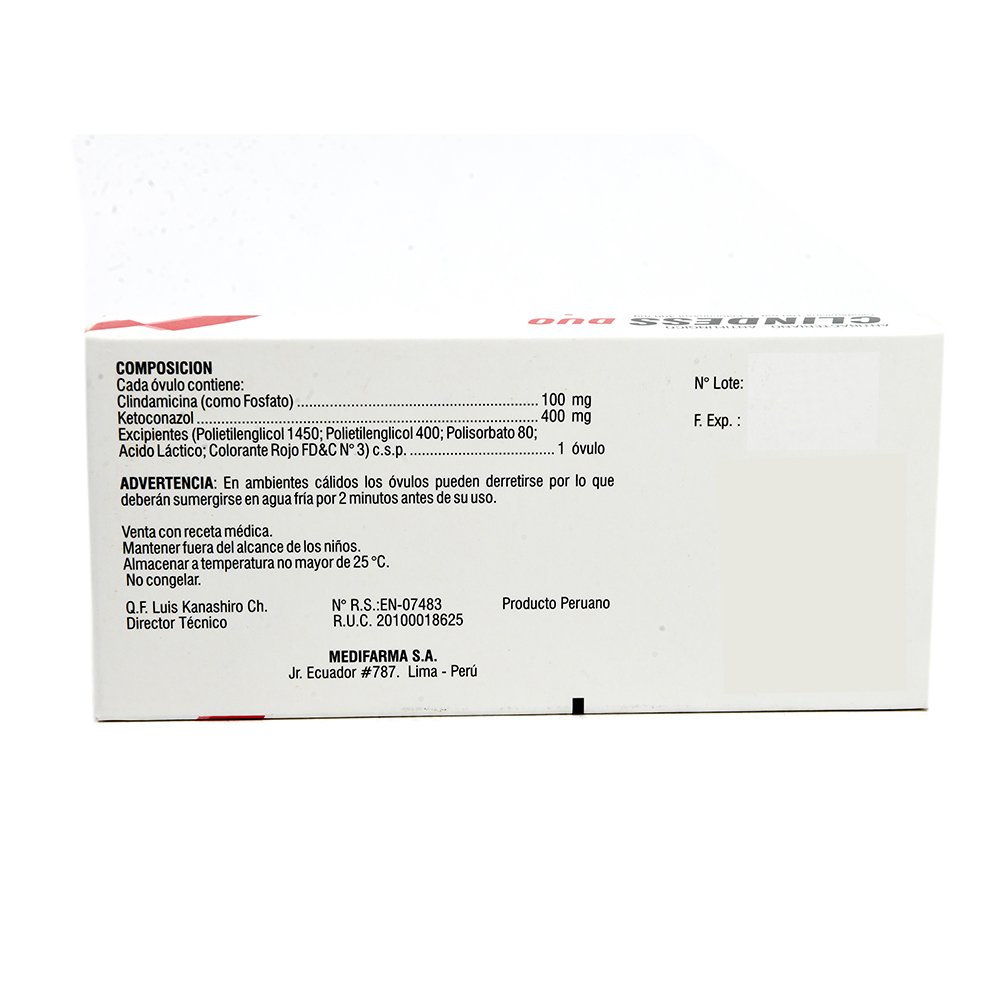 CLINDESS DUO
ANTIBACTERIANO ANTIFUNGICO
COMPOSICION
Cada óvulo contiene:
Clindamicina (como Fosfato) ........................................................ 100 mg
Ketoconazol ................................................................................ 400 mg
Excipientes (Polietilenglicol 1450; Polietilenglicol 400; Polisorbato 80;
Acido Láctico; Colorante Rojo FD&C N° 3) c.s.p. ................................. 1 óvulo
ADVERTENCIA: En ambientes cálidos los óvulos pueden derretirse por lo que
deberán sumergirse en agua fría por 2 minutos antes de su uso.
Venta con receta médica.
Mantener fuera del alcance de los niños.
Almacenar a temperatura no mayor de 25 °C.
No congelar.
Q.F. Luis Kanashiro Ch. N° R.S.:EN-07483 Producto Peruano
Director Técnico R.U.C. 20100018625
MEDIFARMA S.A.
Jr. Ecuador #787. Lima - Perú
N° Lote:
F. Exp. :